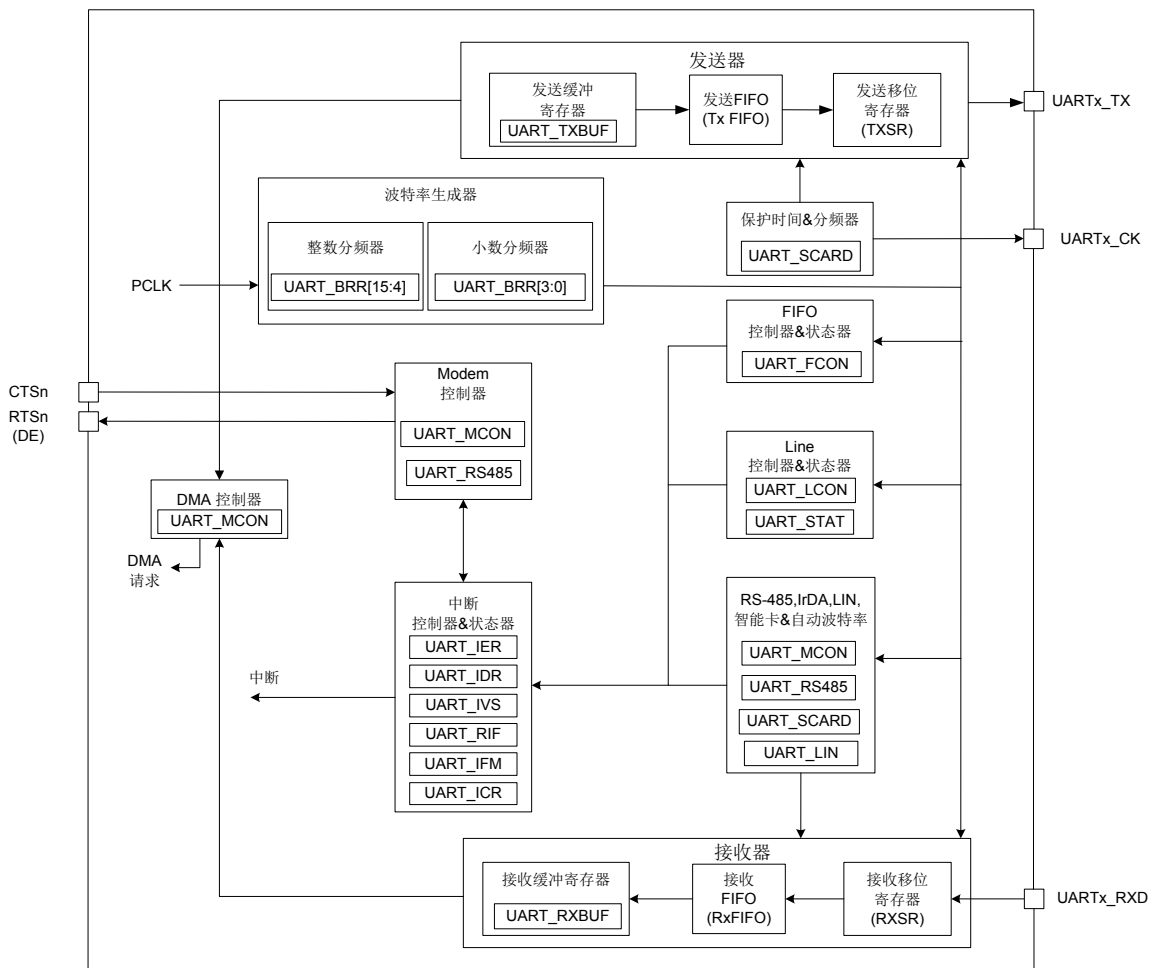 发送器
发送缓冲
寄存器
UART_TXBUF
发送FIFO
(Tx FIFO)
发送移位
寄存器
(TXSR)
UARTx_TX
波特率生成器
整数分频器
UART_BRR[15:4]
小数分频器
UART_BRR[3:0]
PCLK
保护时间&分频器
UART_SCARD
UARTx_CK
FIFO
控制器&状态器
UART_FCON
CTSn
RTSn
(DE)
Modem
控制器
UART_MCON
UART_RS485
Line
控制器&状态器
UART_LCON
UART_STAT
DMA 控制器
UART_MCON
DMA
请求
中断
控制器&状态器
UART_IER
UART_IDR
UART_IVS
UART_RIF
UART_IFM
UART_ICR
中断
RS-485,IrDA,LIN,
智能卡&自动波特率
UART_MCON
UART_RS485
UART_SCARD
UART_LIN
接收器
接收缓冲寄存器
UART_RXBUF
接收
FIFO
(RxFIFO)
接收移位
寄存器
(RXSR)
UARTx_RXD